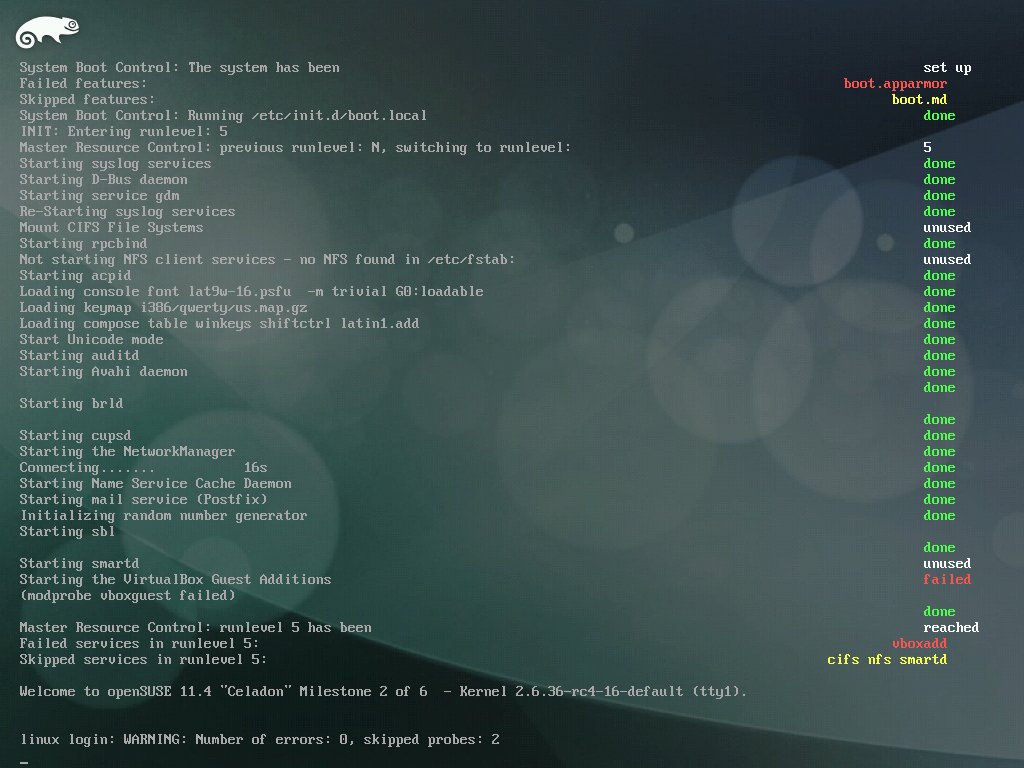 System Boot Control: The system has been set up
Failed features: boot.apparmor
Skipped features: boot.md
System Boot Control: Running /etc/init.d/boot.local done
INIT: Entering runlevel: 5
Master Resource Control: previous runlevel: N, switching to runlevel: 5
Starting syslog services done
Starting D-Bus daemon done
Starting service gdm done
Re-Starting syslog services done
Mount CIFS File Systems unused
Starting rpcbind done
Not starting NFS client services - no NFS found in /etc/fstab: unused
Starting acpid done
Loading console font lat9w-16.psfu  -m trivial G0:loadable done
Loading keymap i386/qwerty/us.map.gz done
Loading compose table winkeys shiftctrl latin1.add done
Start Unicode mode done
Starting auditd done
Starting Avahi daemon done
done
Starting brld
done
Starting cupsd done
Starting the NetworkManager done
Connecting....... 16s done
Starting Name Service Cache Daemon done
Starting mail service (Postfix) done
Initializing random number generator done
Starting sbl
done
Starting smartd unused
Starting the VirtualBox Guest Additions failed
(modprobe vboxguest failed)
done
Master Resource Control: runlevel 5 has been reached
Failed services in runlevel 5: vboxadd
Skipped services in runlevel 5: cifs nfs smartd
Welcome to openSUSE 11.4 "Celadon" Milestone 2 of 6  - Kernel 2.6.36-rc4-16-default (tty1).
linux login: WARNING: Number of errors: 0, skipped probes: 2
_